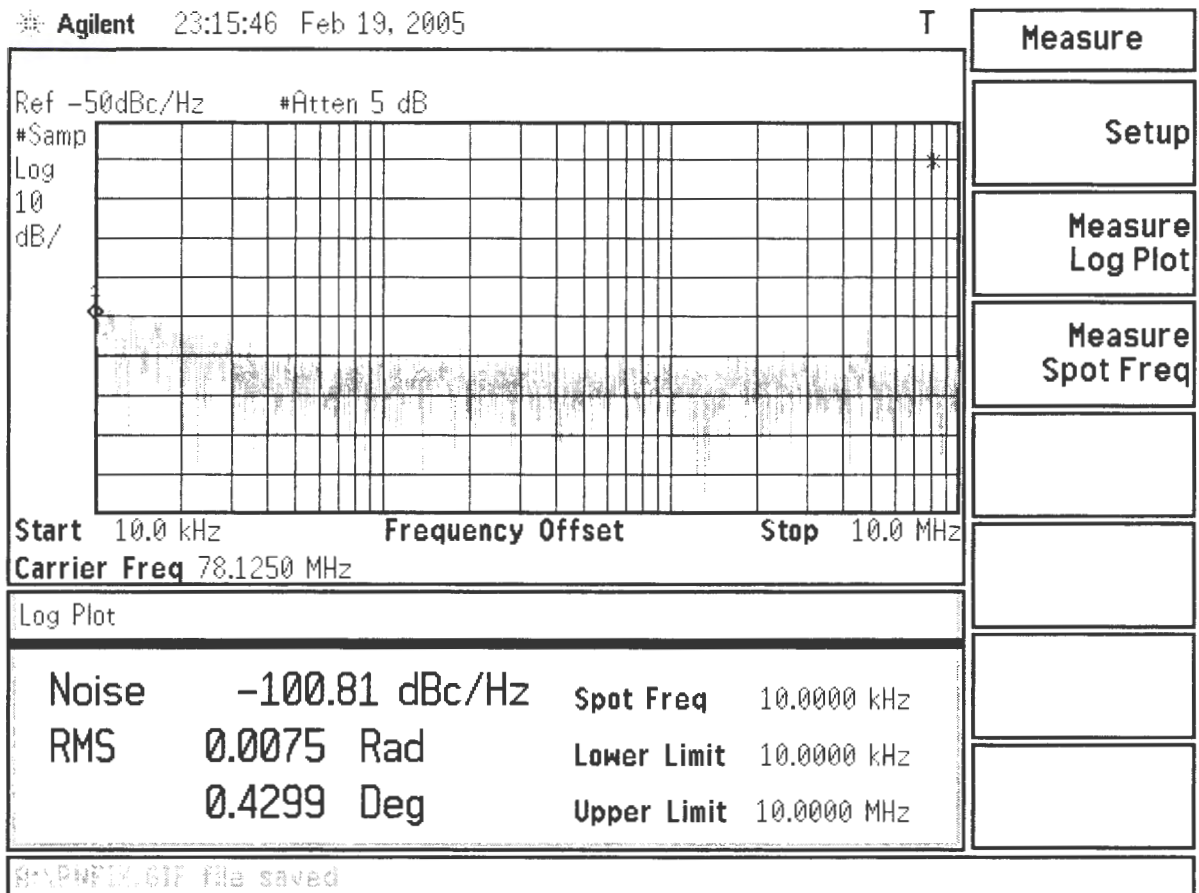 Agilent 23:15:46 Feb 19, 2005 T
Measure
Ref -50dBc/Hz #Atten 5 dB
#Samp
Log
10
dB/
1
Setup
Measure
Log Plot
Measure
Spot Freq
Start 10.0 kHz Frequency Offset Stop 10.0 MHz
Carrier Freq 78.1250 MHz
Log Plot
Noise -100.81 dBc/Hz Spot Freq 10.0000 kHz
RMS 0.0075 Rad Lower Limit 10.0000 kHz
0.4299 Deg Upper Limit 10.0000 MHz
file saved